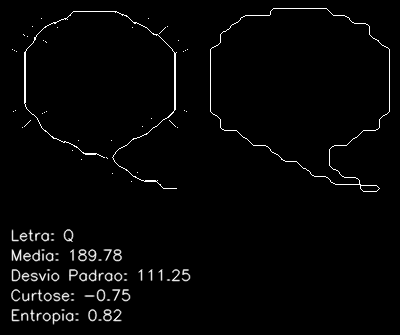 Letra: Q
Media: 189.78
Desvio Padrao: 111.25
Curtose: −0.75
Entropia: 0.82